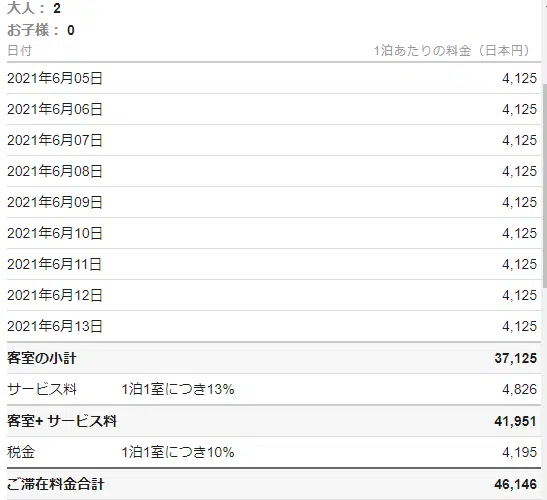 大人： 2
お子様： 0
日付 1泊あたりの料金（日本円）
2021年6月05日 4,125
2021年6月06日 4,125
2021年6月07日 4,125
2021年6月08日 4,125
2021年6月09日 4,125
2021年6月10日 4,125
2021年6月11日 4,125
2021年6月12日 4,125
2021年6月13日 4,125
客室の小計 37,125
サービス料 1泊1室につき13% 4,826
客室+ サービス料 41,951
税金 1泊1室につき10% 4,195
ご滞在料金合計 46,146